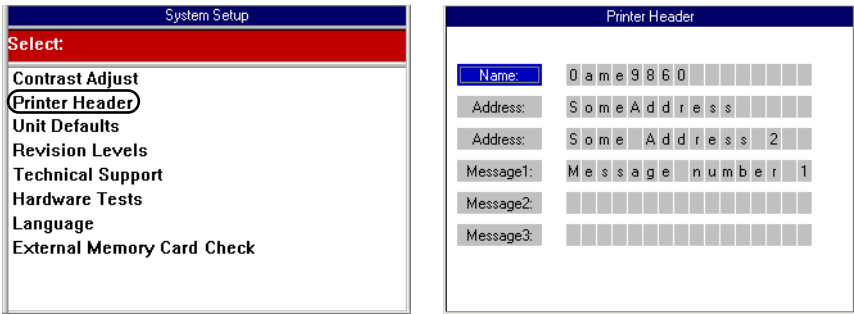 System Setup
Select:
Contrast Adjust
Printer Header
Unit Defaults
Revision Levels
Technical Support
Hardware Tests
Language
External Memory Card Check
Printer Header
Name: 0ame9860
Address: SomeAddress
Address: Some Address 2
Message1: Message number 1
Message2:
Message3: